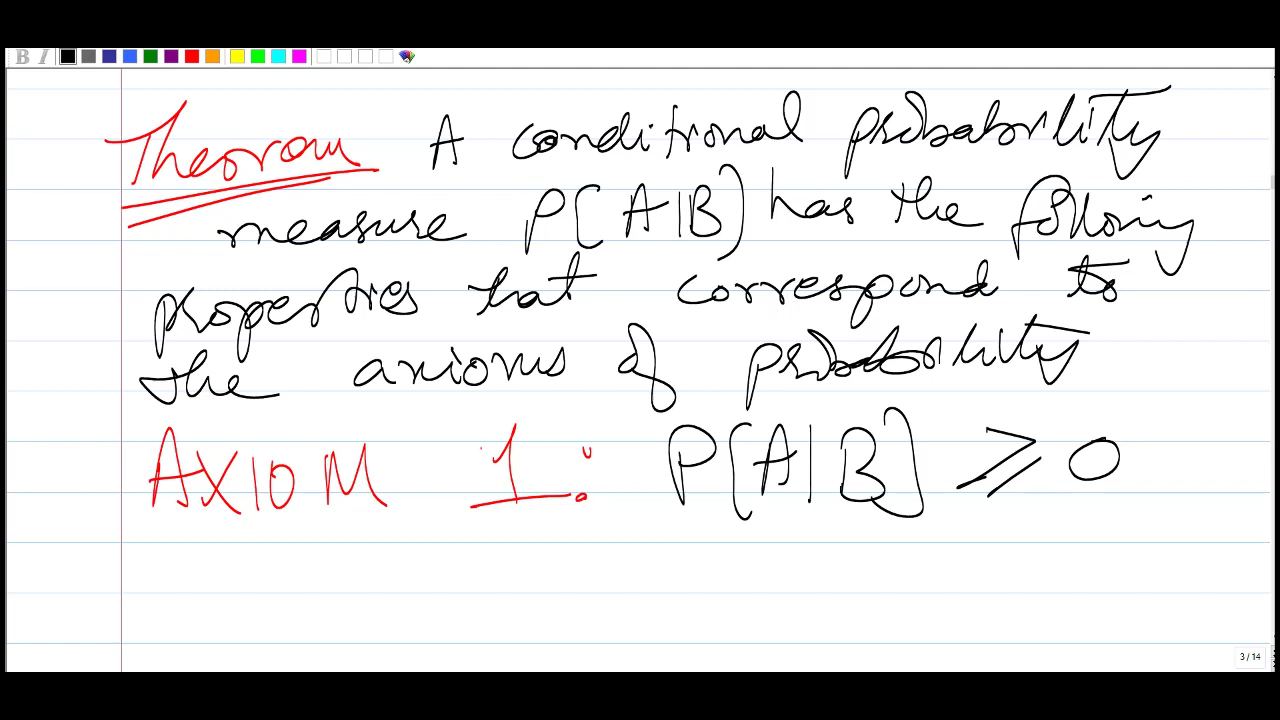 B I
Theorem A conditional probability
measure P[A|B] has the following
properties that correspond to
the axioms of probability
AXIOM 1: P[A|B] ⩾ 0
3 / 14